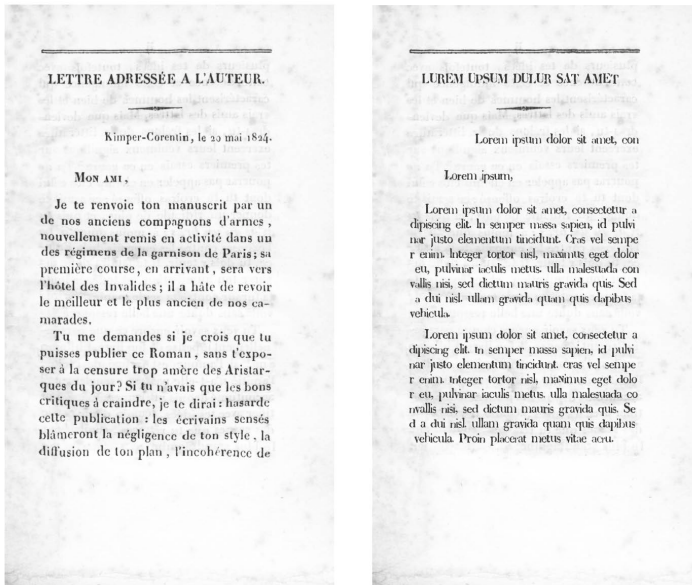 LETTRE ADRESSÉE A L'AUTEUR.
Kimper-Corentin, le 20 mai 1824.
MON AMI,
Je te renvoie ton manuscrit par un
de nos anciens compagnons d'armes,
nouvellement remis en activité dans un
des régimens de la garnison de Paris; sa
première course, en arrivant, sera vers
l'hôtel des Invalides; il a hâte de revoir
le meilleur et le plus ancien de nos ca-
marades.
Tu me demandes si je crois que tu
puisses publier ce Roman, sans t'expo-
ser à la censure trop amère des Aristar-
ques du jour? Si tu n'avais que les bons
critiques à craindre, je te dirai: hasarde
cette publication: les écrivains sensés
blâmeront la négligence de ton style, la
diffusion de ton plan, l'incohérence de
LUREM UPSUM DULUR SAT AMET
Lorem ipsum dolor sit amet, con
Lorem ipsum,
Lorem ipsum dolor sit amet, consectetur a
dipiscing elit. In semper massa sapien, id pulvi
nar justo elementum tincidunt. Cras vel sempe
r enim. Integer tortor nisl, maximus eget dolor
eu, pulvinar iaculis metus. ulla malesuada con
vallis nisi, sed dictum mauris gravida quis. Sed
a dui nisl. ullam gravida quam quis dapibus
vehicula.
Lorem ipsum dolor sit amet, consectetur a
dipiscing elit. tn semper massa sapien, id pulvi
nar justo elementum tincidunt. cras vel sempe
r enim. tnteger tortor nisl, maNimus eget dolo
r eu, pulvinar iaculis metus. ulla malesuada co
nvallis nisi, sed dictum mauris gravida quis. Se
d a dui nisl. ullam gravida quam quis dapibus
vehicula. Proin placerat metus vitae acru.